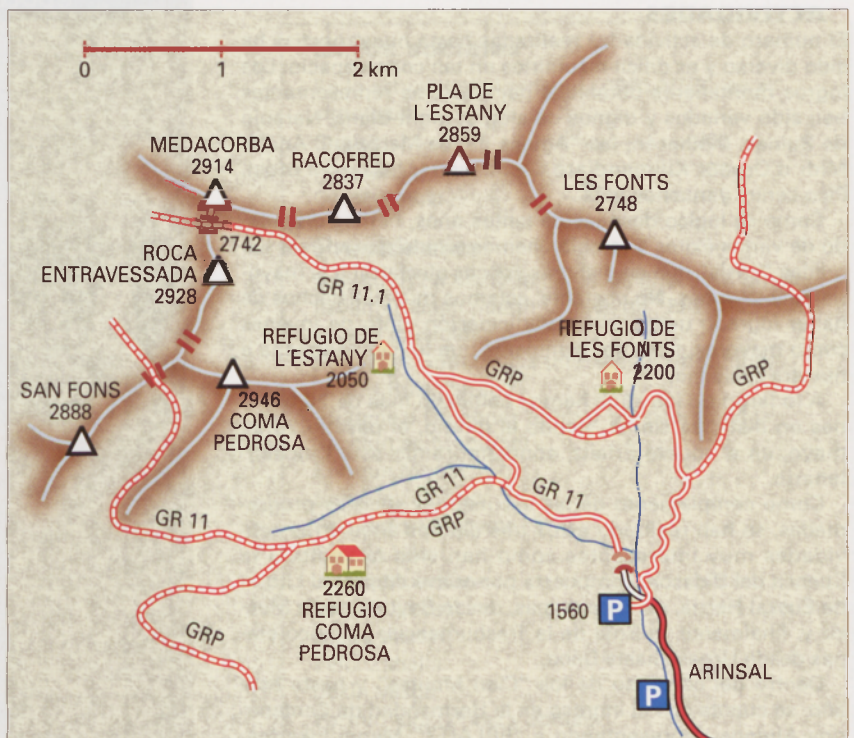 0 1 2 km
PLA DE
L'ESTANY
2859
MEDACORBA
2914
RACOFRED
2837
LES FONTS
2748
2742
ROCA
ENTRAVESSADA
2928
GR 11.1
REFUGIO DE
L'ESTANY
2050
REFUGIO DE
LES FONTS
2200
GRP
GRP
SAN FONS
2888
2946
COMA
PEDROSA
GR 11
GR 11
GRP
GR 11
2260
REFUGIO
COMA
PEDROSA
GRP
1560
P
ARINSAL
P